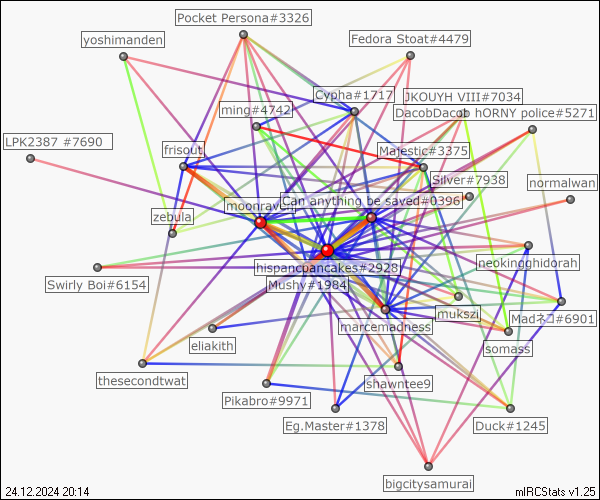 Pocket Persona#3326
yoshimanden
Fedora Stoat#4479
Cypha#1717
JKOUYH VIII#7034
ming#4742
DacobDacob hORNY police#5271
LPK2387 #7690
frisout
Majestic#3375
Silver#7938
normalwan
moonraven
Can anything be saved#0396
zebula
neokingghidorah
hispancpancakes#2928
Swirly Boi#6154
Mushy#1984
mukszi
Madネコ#6901
marcemadness
eliakith
somass
thesecondtwat
shawntee9
Pikabro#9971
Eg.Master#1378
Duck#1245
bigcitysamurai
24.12.2024 20:14
mIRCStats v1.25